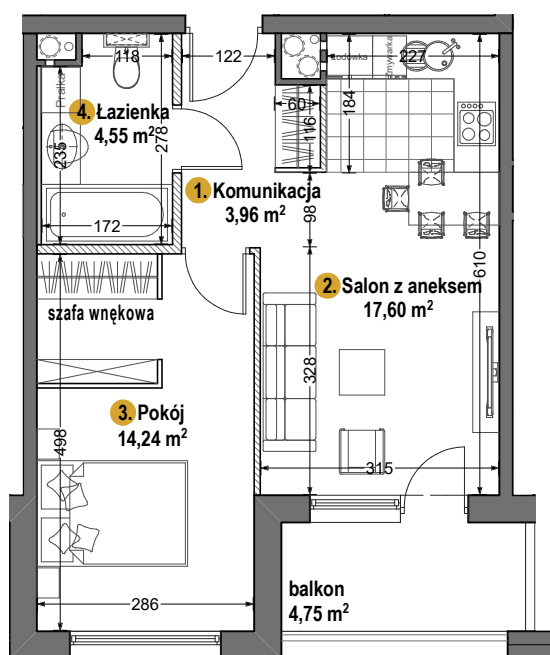 118
122
227
Lodówka
Zmywarka
Pralka
60
116
184
4. Łazienka
4,55 m²
278
235
172
1. Komunikacja
3,96 m²
98
610
2. Salon z aneksem
17,60 m²
szafa wnękowa
328
3. Pokój
14,24 m²
498
315
286
balkon
4,75 m²